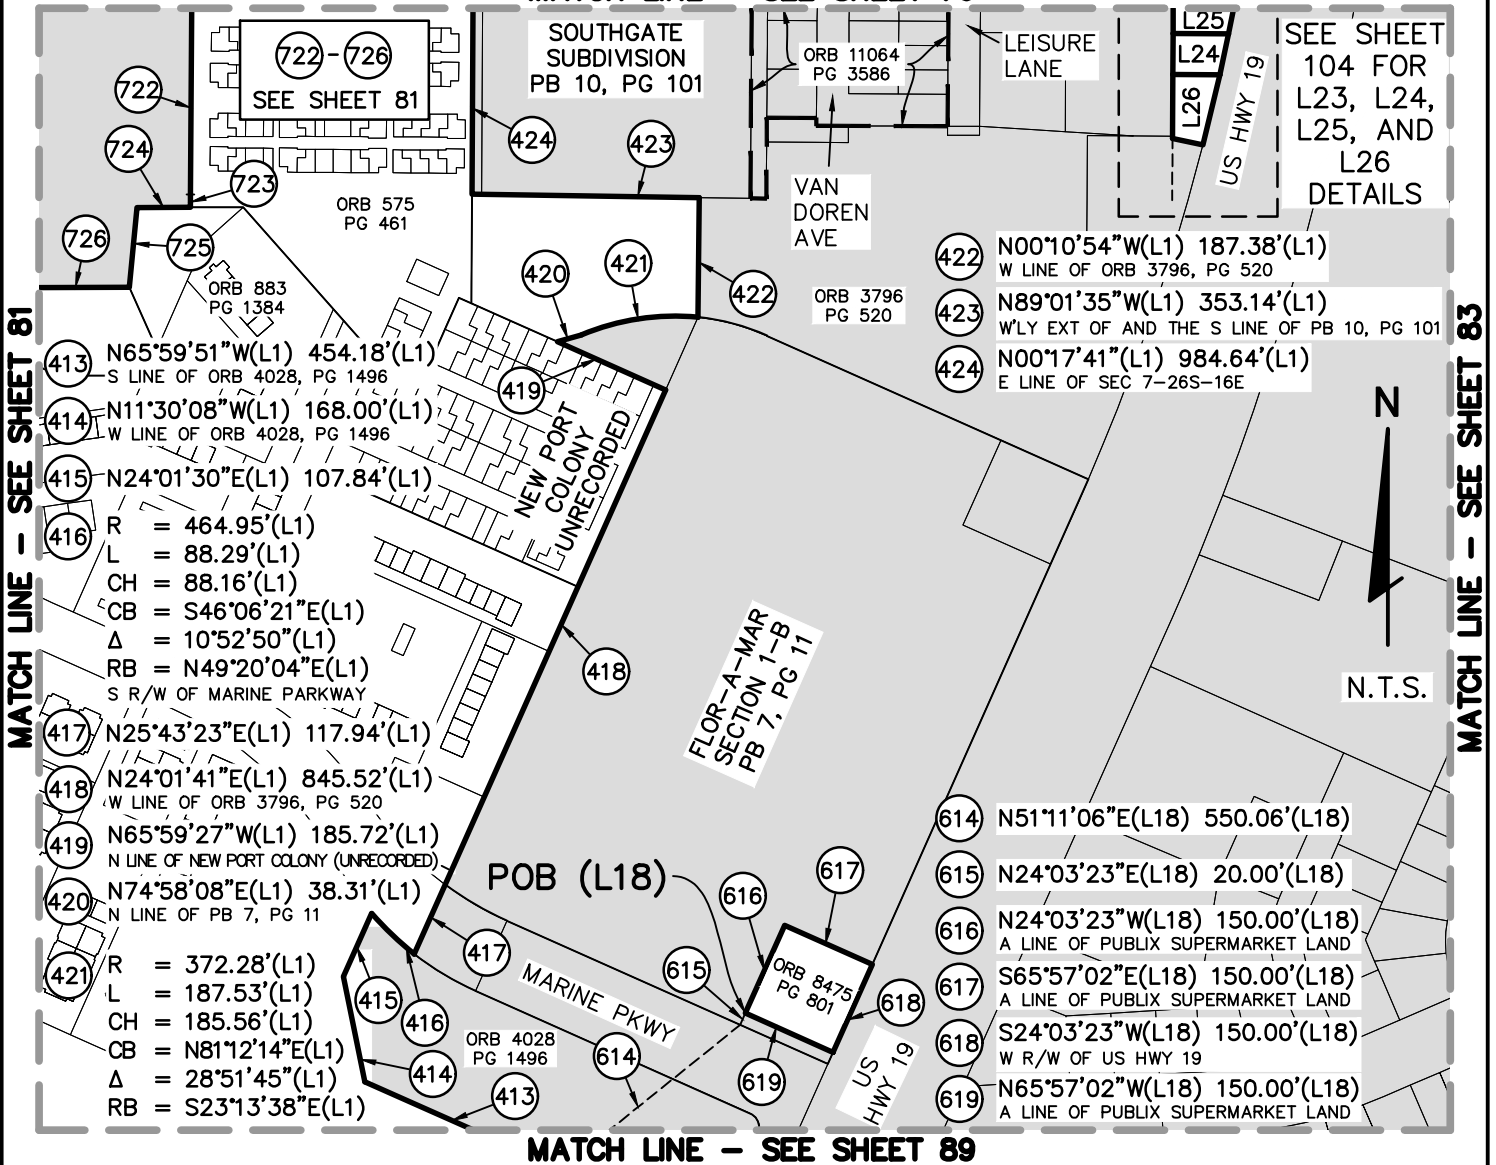 722
724
726
723
725
722-726
SEE SHEET 81
SOUTHGATE
SUBDIVISION
PB 10, PG 101
ORB 11064
PG 3586
LEISURE
LANE
L25
L24
L26
US HWY 19
SEE SHEET
104 FOR
L23, L24,
L25, AND
L26
DETAILS
424
423
VAN
DOREN
AVE
ORB 575
PG 461
ORB 883
PG 1384
420
421
422
419
ORB 3796
PG 520
422 N00°10'54"W(L1) 187.38'(L1)
W LINE OF ORB 3796, PG 520
423 N89°01'35"W(L1) 353.14'(L1)
W'LY EXT OF AND THE S LINE OF PB 10, PG 101
424 N00°17'41"(L1) 984.64'(L1)
E LINE OF SEC 7-26S-16E
MATCH LINE - SEE SHEET 81
MATCH LINE - SEE SHEET 83
N
N.T.S.
413 N65°59'51"W(L1) 454.18'(L1)
S LINE OF ORB 4028, PG 1496
414 N11°30'08"W(L1) 168.00'(L1)
W LINE OF ORB 4028, PG 1496
415 N24°01'30"E(L1) 107.84'(L1)
416 R = 464.95'(L1)
L = 88.29'(L1)
CH = 88.16'(L1)
CB = S46°06'21"E(L1)
Δ = 10°52'50"(L1)
RB = N49°20'04"E(L1)
S R/W OF MARINE PARKWAY
417 N25°43'23"E(L1) 117.94'(L1)
418 N24°01'41"E(L1) 845.52'(L1)
W LINE OF ORB 3796, PG 520
419 N65°59'27"W(L1) 185.72'(L1)
N LINE OF NEW PORT COLONY (UNRECORDED)
420 N74°58'08"E(L1) 38.31'(L1)
N LINE OF PB 7, PG 11
421 R = 372.28'(L1)
L = 187.53'(L1)
CH = 185.56'(L1)
CB = N81°12'14"E(L1)
Δ = 28°51'45"(L1)
RB = S23°13'38"E(L1)
NEW PORT
COLONY
UNRECORDED
418
FLOR-A-MAR
SECTION 1-B
PB 7, PG 11
POB (L18)
616
617
615
618
619
614
ORB 8475
PG 801
417
415
416
414
413
ORB 4028
PG 1496
MARINE PKWY
US
HWY 19
614 N51°11'06"E(L18) 550.06'(L18)
615 N24°03'23"E(L18) 20.00'(L18)
616 N24°03'23"W(L18) 150.00'(L18)
A LINE OF PUBLIX SUPERMARKET LAND
617 S65°57'02"E(L18) 150.00'(L18)
A LINE OF PUBLIX SUPERMARKET LAND
618 S24°03'23"W(L18) 150.00'(L18)
W R/W OF US HWY 19
619 N65°57'02"W(L18) 150.00'(L18)
A LINE OF PUBLIX SUPERMARKET LAND
MATCH LINE - SEE SHEET 89